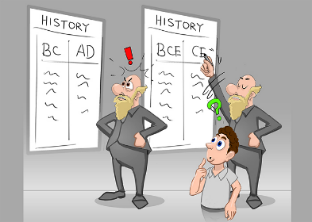 HISTORY
BC AD
!
HISTORY
BCE CE
?